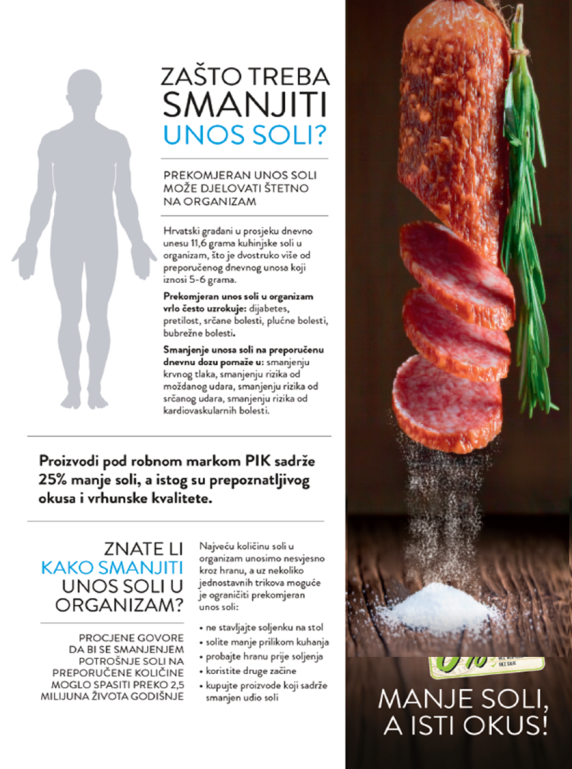 ZAŠTO TREBA
SMANJITI
UNOS SOLI?
PREKOMJERAN UNOS SOLI
MOŽE DJELOVATI ŠTETNO
NA ORGANIZAM
Hrvatski građani u prosjeku dnevno
unesu 11,6 grama kuhinjske soli u
organizam, što je dvostruko više od
preporučenog dnevnog unosa koji
iznosi 5-6 grama.
Prekomjeran unos soli u organizam
vrlo često uzrokuje: dijabetes,
pretilost, srčane bolesti, plućne bolesti,
bubrežne bolesti.
Smanjenje unosa soli na preporučenu
dnevnu dozu pomaže u: smanjenju
krvnog tlaka, smanjenju rizika od
moždanog udara, smanjenju rizika od
srčanog udara, smanjenju rizika od
kardiovaskularnih bolesti.
Proizvodi pod robnom markom PIK sadrže
25% manje soli, a istog su prepoznatljivog
okusa i vrhunske kvalitete.
ZNATE LI
KAKO SMANJITI
UNOS SOLI U
ORGANIZAM?
PROCJENE GOVORE
DA BI SE SMANJENJEM
POTROŠNJE SOLI NA
PREPORUČENE KOLIČINE
MOGLO SPASITI PREKO 2,5
MILIJUNA ŽIVOTA GODIŠNJE
Najveću količinu soli u
organizam unosimo nesvjesno
kroz hranu, a uz nekoliko
jednostavnih trikova moguće
je ograničiti prekomjeran
unos soli:
• ne stavljajte soljenku na stol
• solite manje prilikom kuhanja
• probajte hranu prije soljenja
• koristite druge začine
• kupujte proizvode koji sadrže
smanjen udio soli
MANJE SOLI,
A ISTI OKUS!